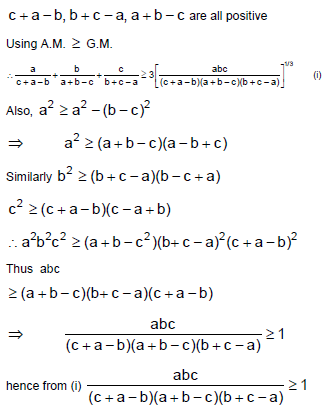 c + a – b, b + c – a, a + b – c are all positive
Using A.M. ≥ G.M.
∴ a/(c + a – b) + b/(a + b – c) + c/(b + c – a) ≥ 3[abc/((c + a – b)(a + b – c)(b + c – a))]^1/3 (i)
Also, a² ≥ a² – (b – c)²
⇒ a² ≥ (a + b – c)(a – b + c)
Similarly b² ≥ (b + c – a)(b – c + a)
c² ≥ (c + a – b)(c – a + b)
∴ a²b²c² ≥ (a + b – c²)(b + c – a)²(c + a – b)²
Thus abc
≥ (a + b – c)(b + c – a)(c + a – b)
⇒ abc/((c + a – b)(a + b – c)(b + c – a)) ≥ 1
hence from (i) abc/((c + a – b)(a + b – c)(b + c – a)) ≥ 1